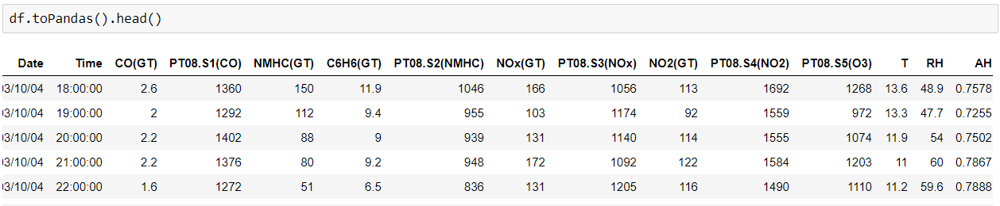 df.toPandas().head()
Date Time CO(GT) PT08.S1(CO) NMHC(GT) C6H6(GT) PT08.S2(NMHC) NOx(GT) PT08.S3(NOx) NO2(GT) PT08.S4(NO2) PT08.S5(O3) T RH AH
03/10/04 18:00:00 2.6 1360 150 11.9 1046 166 1056 113 1692 1268 13.6 48.9 0.7578
03/10/04 19:00:00 2 1292 112 9.4 955 103 1174 92 1559 972 13.3 47.7 0.7255
03/10/04 20:00:00 2.2 1402 88 9 939 131 1140 114 1555 1074 11.9 54 0.7502
03/10/04 21:00:00 2.2 1376 80 9.2 948 172 1092 122 1584 1203 11 60 0.7867
03/10/04 22:00:00 1.6 1272 51 6.5 836 131 1205 116 1490 1110 11.2 59.6 0.7888